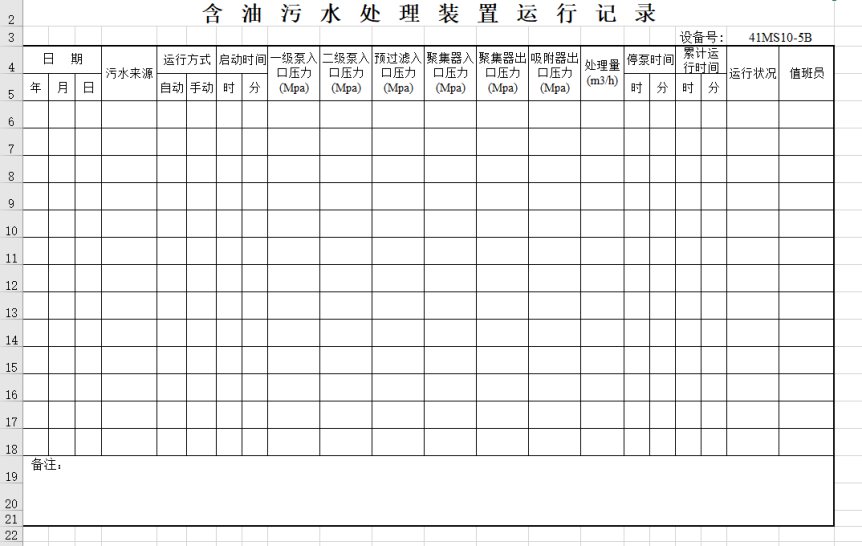 2
含油污水处理装置运行记录
3
设备号： 41MS10-5B
4
日 期
污水来源
运行方式
启动时间
一级泵入口压力(Mpa)
二级泵入口压力(Mpa)
预过滤入口压力(Mpa)
聚集器入口压力(Mpa)
聚集器出口压力(Mpa)
吸附器出口压力(Mpa)
处理量(m3/h)
停泵时间
累计运行时间
运行状况
值班员
5
年 月 日 自动 手动 时 分 时 分 时 分
6
7
8
9
10
11
12
13
14
15
16
17
18
备注：
19
20
21
22